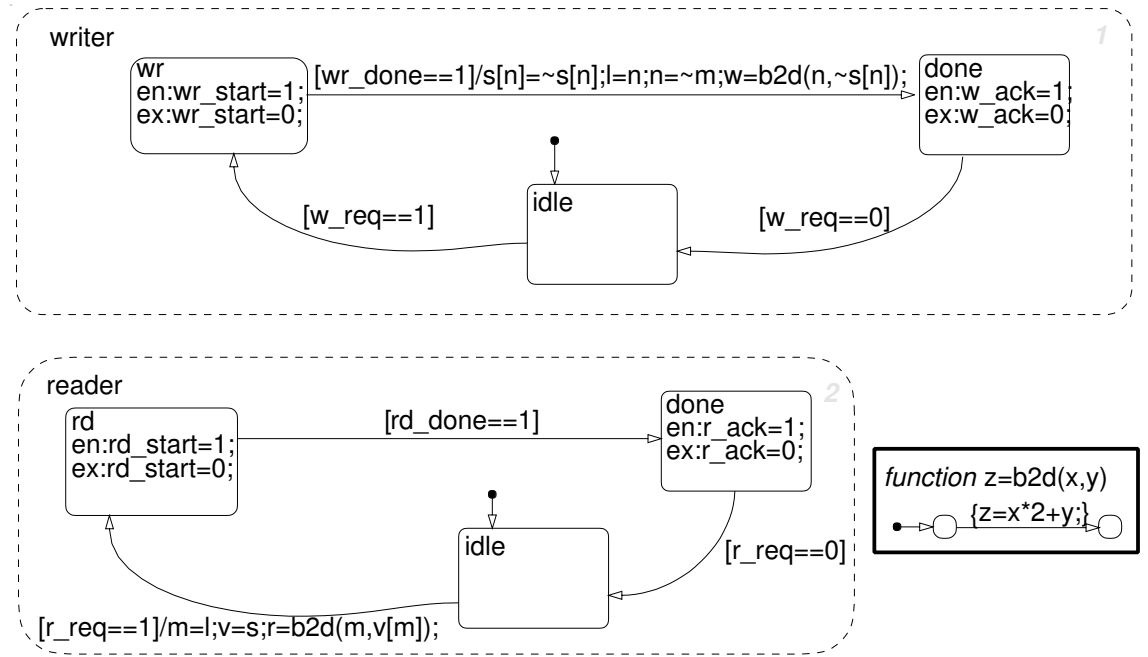 writer
1
wr
en:wr_start=1;
ex:wr_start=0;
[wr_done==1]/s[n]=~s[n];l=n;n=~m;w=b2d(n,~s[n]);
done
en:w_ack=1;
ex:w_ack=0;
idle
[w_req==1]
[w_req==0]
reader
2
rd
en:rd_start=1;
ex:rd_start=0;
[rd_done==1]
done
en:r_ack=1;
ex:r_ack=0;
idle
[r_req==0]
[r_req==1]/m=l;v=s;r=b2d(m,v[m]);
function z=b2d(x,y)
{z=x*2+y;}